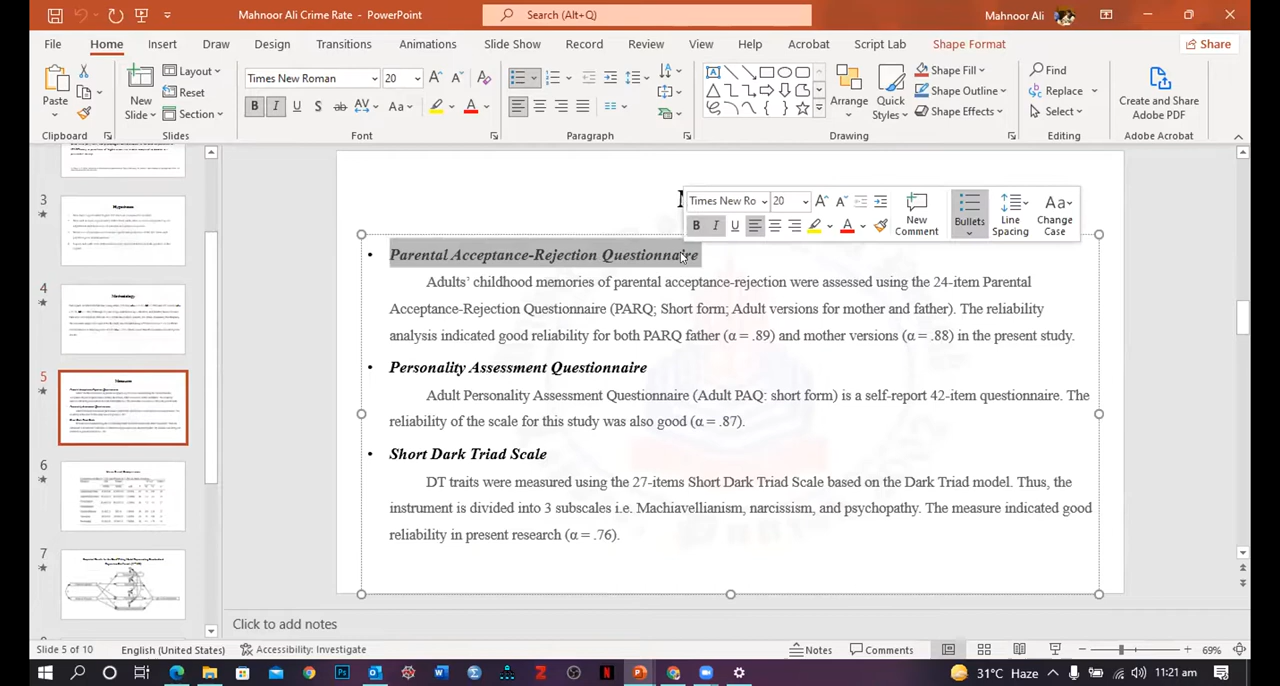 Mahnoor Ali Crime Rate - PowerPoint
Search (Alt+Q)
Mahnoor Ali
File Home Insert Draw Design Transitions Animations Slide Show Record Review View Help Acrobat Script Lab Shape Format Share
Paste
Clipboard
New
Slide
Layout
Reset
Section
Slides
Times New Roman 20
B I U S ab AV Aa A
Font
Paragraph
Arrange
Quick
Styles
Shape Fill
Shape Outline
Shape Effects
Drawing
Find
Replace
Select
Editing
Create and Share
Adobe PDF
Adobe Acrobat
3
Hypotheses
4
Methodology
5
Measures
6
7
Times New Ro 20
B I U A
New
Comment
Bullets
Line
Spacing
Aa
Change
Case
• Parental Acceptance-Rejection Questionnaire
Adults’ childhood memories of parental acceptance-rejection were assessed using the 24-item Parental
Acceptance-Rejection Questionnaire (PARQ; Short form; Adult versions for mother and father). The reliability
analysis indicated good reliability for both PARQ father (α = .89) and mother versions (α = .88) in the present study.
• Personality Assessment Questionnaire
Adult Personality Assessment Questionnaire (Adult PAQ: short form) is a self-report 42-item questionnaire. The
reliability of the scale for this study was also good (α = .87).
• Short Dark Triad Scale
DT traits were measured using the 27-items Short Dark Triad Scale based on the Dark Triad model. Thus, the
instrument is divided into 3 subscales i.e. Machiavellianism, narcissism, and psychopathy. The measure indicated good
reliability in present research (α = .76).
Click to add notes
Slide 5 of 10 English (United States) Accessibility: Investigate Notes Comments 69%
31°C Haze 11:21 am